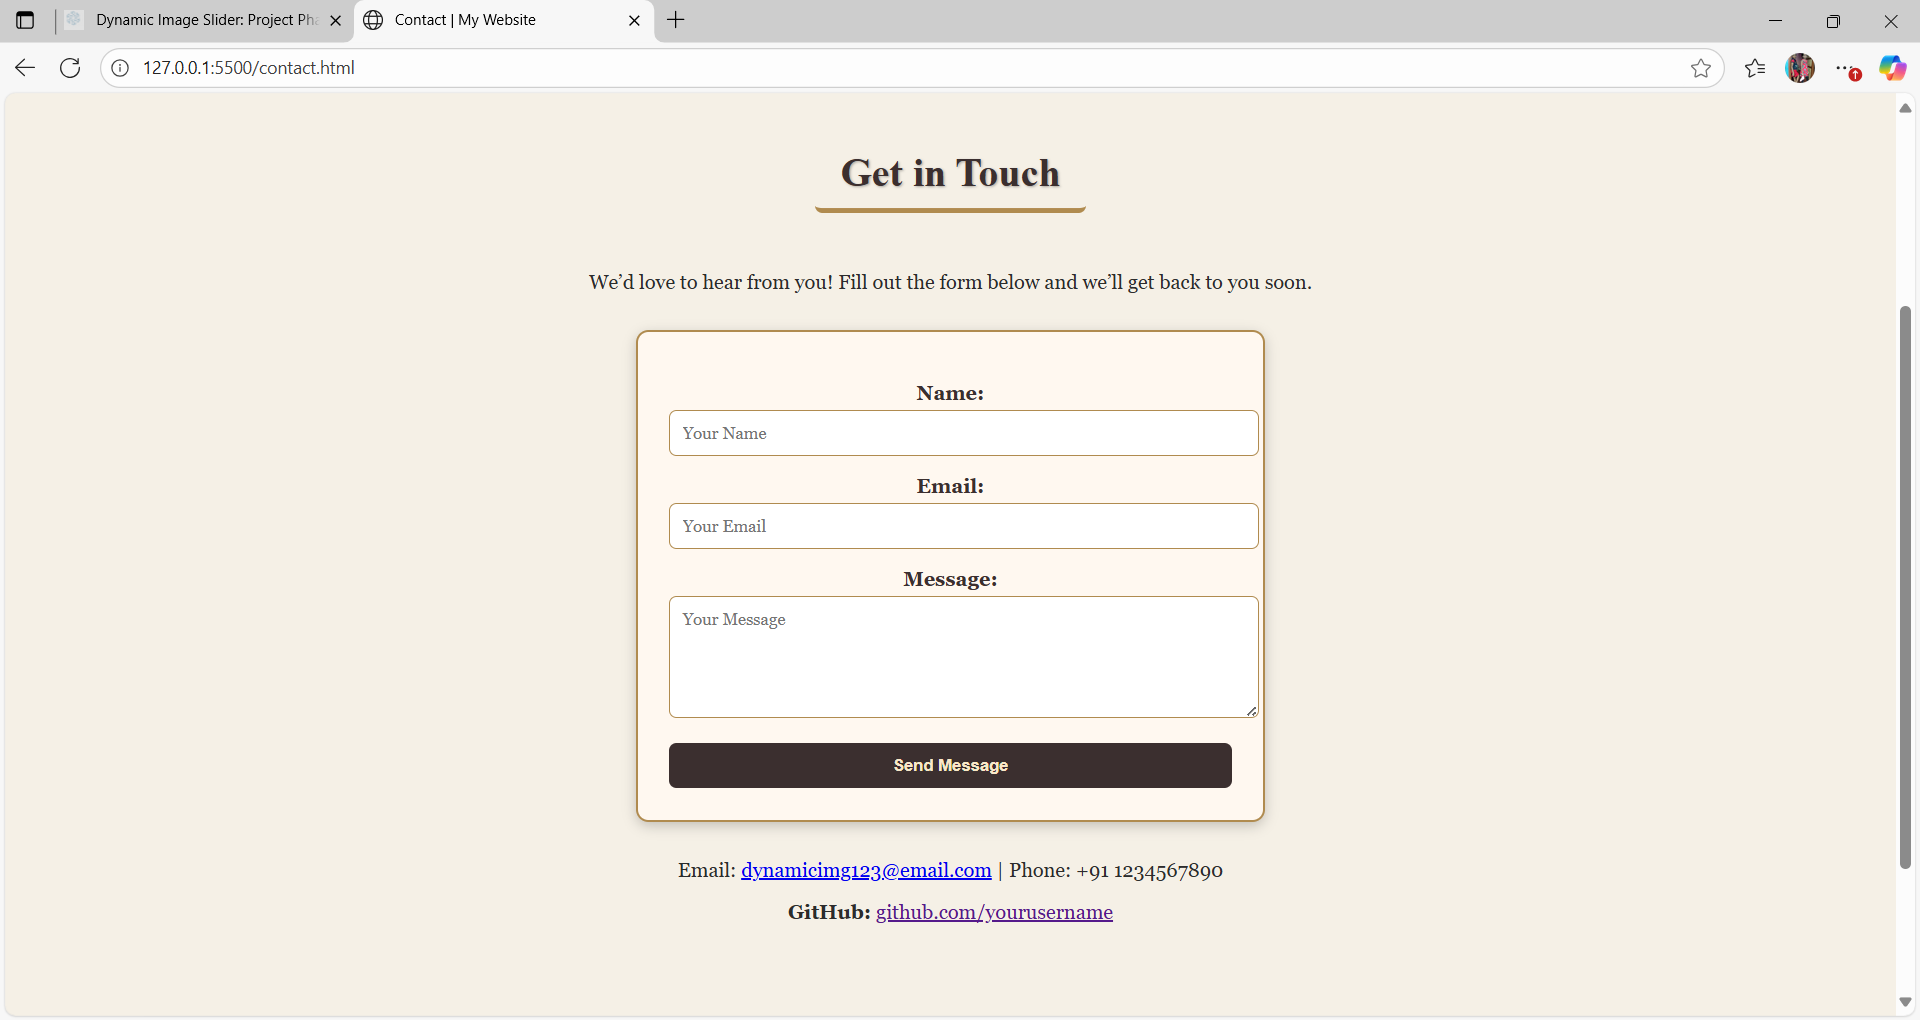 Dynamic Image Slider: Project Pha
Contact | My Website
127.0.0.1:5500/contact.html
Get in Touch
We’d love to hear from you! Fill out the form below and we’ll get back to you soon.
Name:
Your Name
Email:
Your Email
Message:
Your Message
Send Message
Email: dynamicimg123@email.com | Phone: +91 1234567890
GitHub: github.com/yourusername